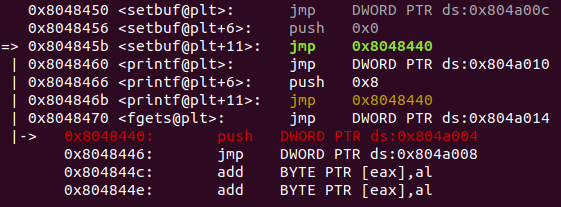 0x8048450 <setbuf@plt>: jmp DWORD PTR ds:0x804a00c
0x8048456 <setbuf@plt+6>: push 0x0
=> 0x804845b <setbuf@plt+11>: jmp 0x8048440
| 0x8048460 <printf@plt>: jmp DWORD PTR ds:0x804a010
| 0x8048466 <printf@plt+6>: push 0x8
| 0x804846b <printf@plt+11>: jmp 0x8048440
| 0x8048470 <fgets@plt>: jmp DWORD PTR ds:0x804a014
|-> 0x8048440: push DWORD PTR ds:0x804a004
0x8048446: jmp DWORD PTR ds:0x804a008
0x804844c: add BYTE PTR [eax],al
0x804844e: add BYTE PTR [eax],al